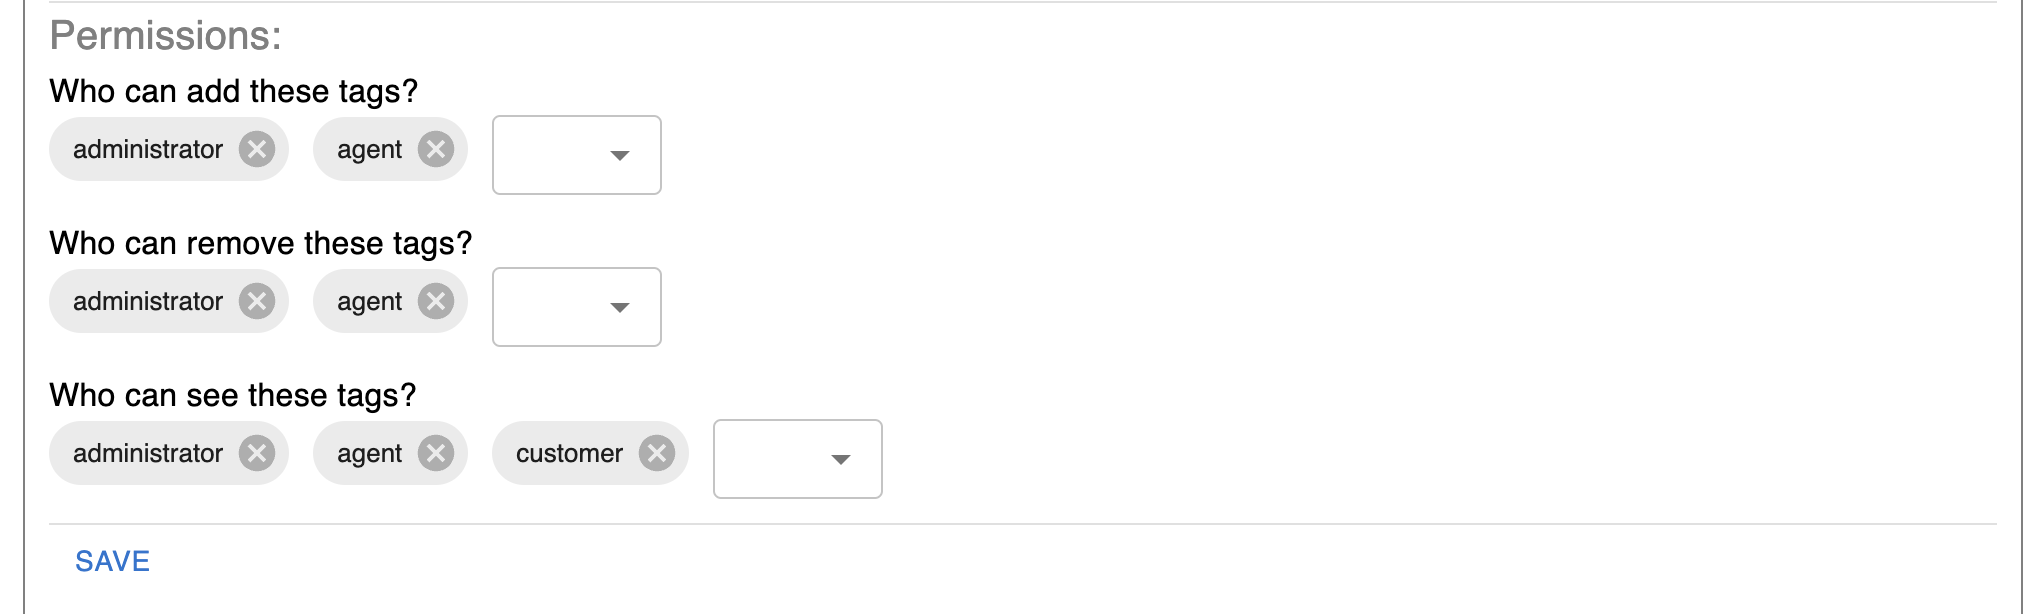 Permissions:
Who can add these tags?
administrator agent
Who can remove these tags?
administrator agent
Who can see these tags?
administrator agent customer
SAVE